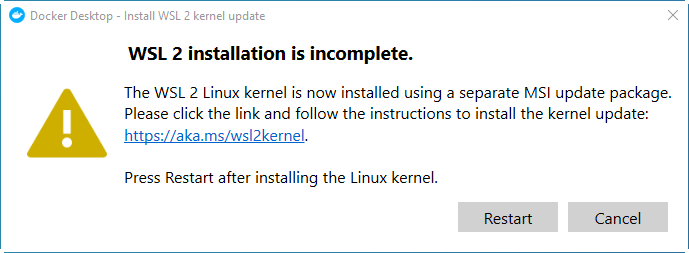 Docker Desktop - Install WSL 2 kernel update
WSL 2 installation is incomplete.
The WSL 2 Linux kernel is now installed using a separate MSI update package.
Please click the link and follow the instructions to install the kernel update:
https://aka.ms/wsl2kernel.
Press Restart after installing the Linux kernel.
Restart Cancel